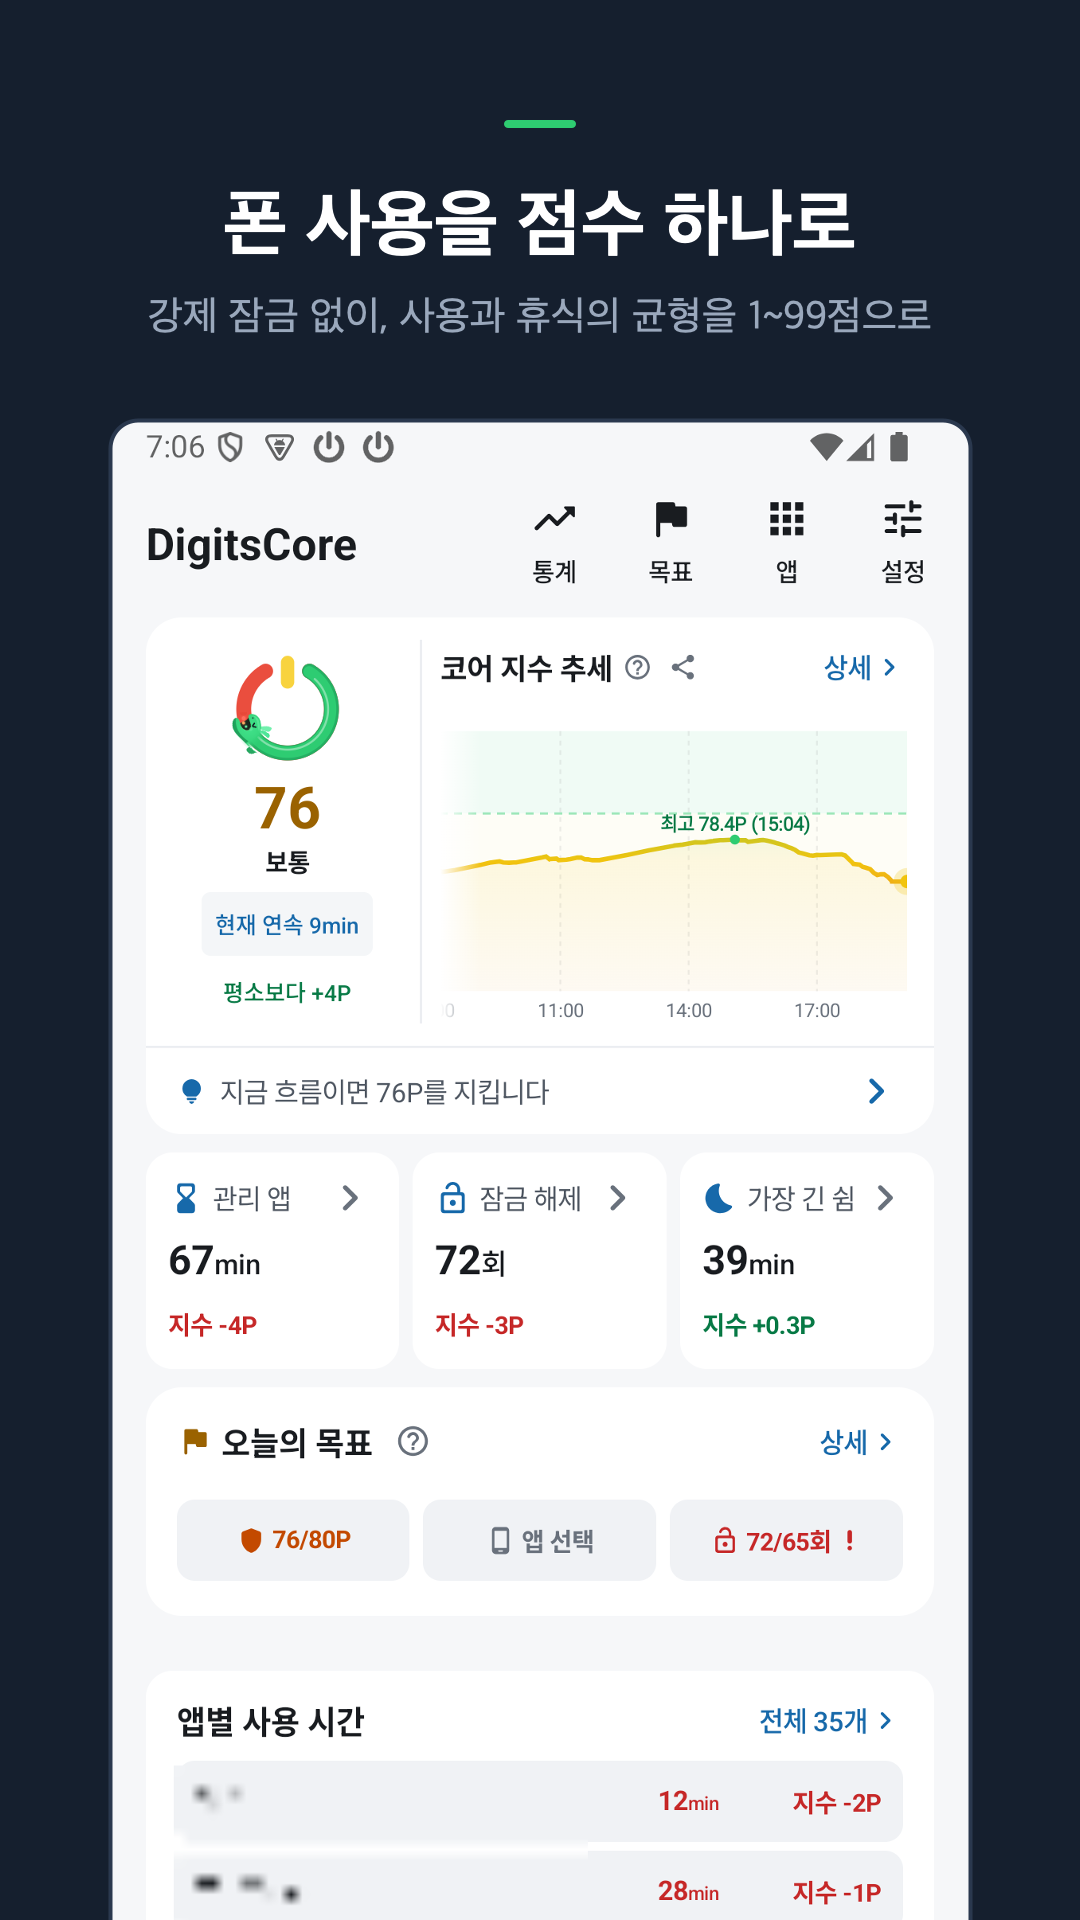 폰 사용을 점수 하나로
강제 잠금 없이, 사용과 휴식의 균형을 1~99점으로
7:06
DigitsCore
통계
목표
앱
설정
76
보통
현재 연속 9min
평소보다 +4P
코어 지수 추세
상세
최고 78.4P (15:04)
11:00
14:00
17:00
지금 흐름이면 76P를 지킵니다
관리 앱
67min
지수 -4P
잠금 해제
72회
지수 -3P
가장 긴 쉼
39min
지수 +0.3P
오늘의 목표
상세
76/80P
앱 선택
72/65회 !
앱별 사용 시간
전체 35개
12min 지수 -2P
28min 지수 -1P